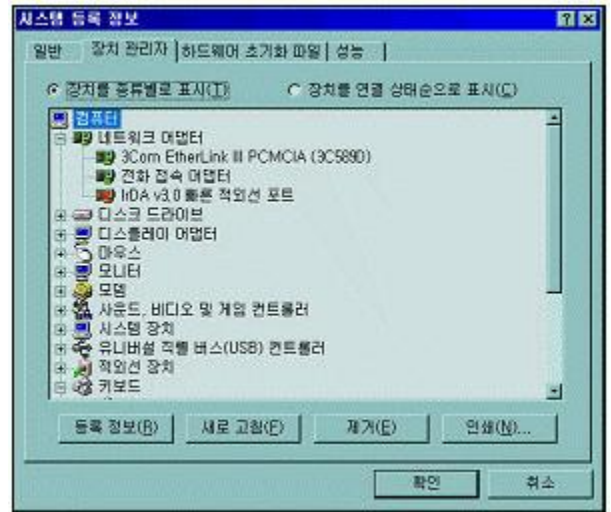 시스템 등록 정보
일반 장치 관리자 하드웨어 초기화 파일 성능
장치를 종류별로 표시(T) 장치를 연결 상태순으로 표시(C)
컴퓨터
네트워크 어댑터
3Com EtherLink III PCMCIA (3C589D)
전화 접속 어댑터
IrDA v3.0 빠른 적외선 포트
디스크 드라이브
디스플레이 어댑터
마우스
모니터
모뎀
사운드, 비디오 및 게임 컨트롤러
시스템 장치
유니버설 직렬 버스(USB) 컨트롤러
적외선 장치
키보드
등록 정보(R) 새로 고침(F) 제거(E) 인쇄(N)...
확인 취소